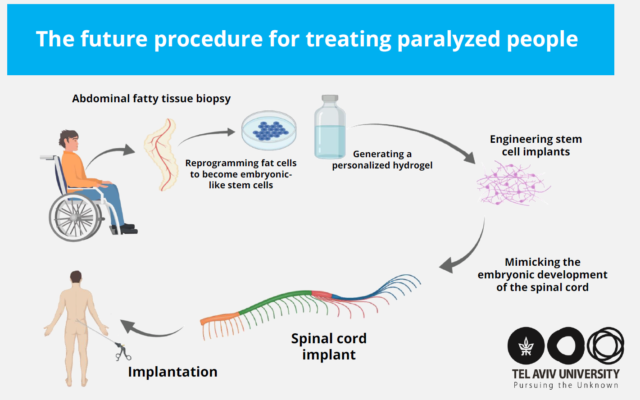 The future procedure for treating paralyzed people
Abdominal fatty tissue biopsy
Reprogramming fat cells
to become embryonic-
like stem cells
Generating a
personalized hydrogel
Engineering stem
cell implants
Mimicking the
embryonic development
of the spinal cord
Spinal cord
implant
Implantation
TEL AVIV UNIVERSITY
Pursuing the Unknown